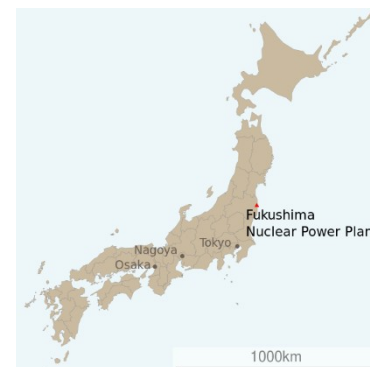 Fukushima
Nuclear Power Plan
Tokyo
Nagoya
Osaka
1000km